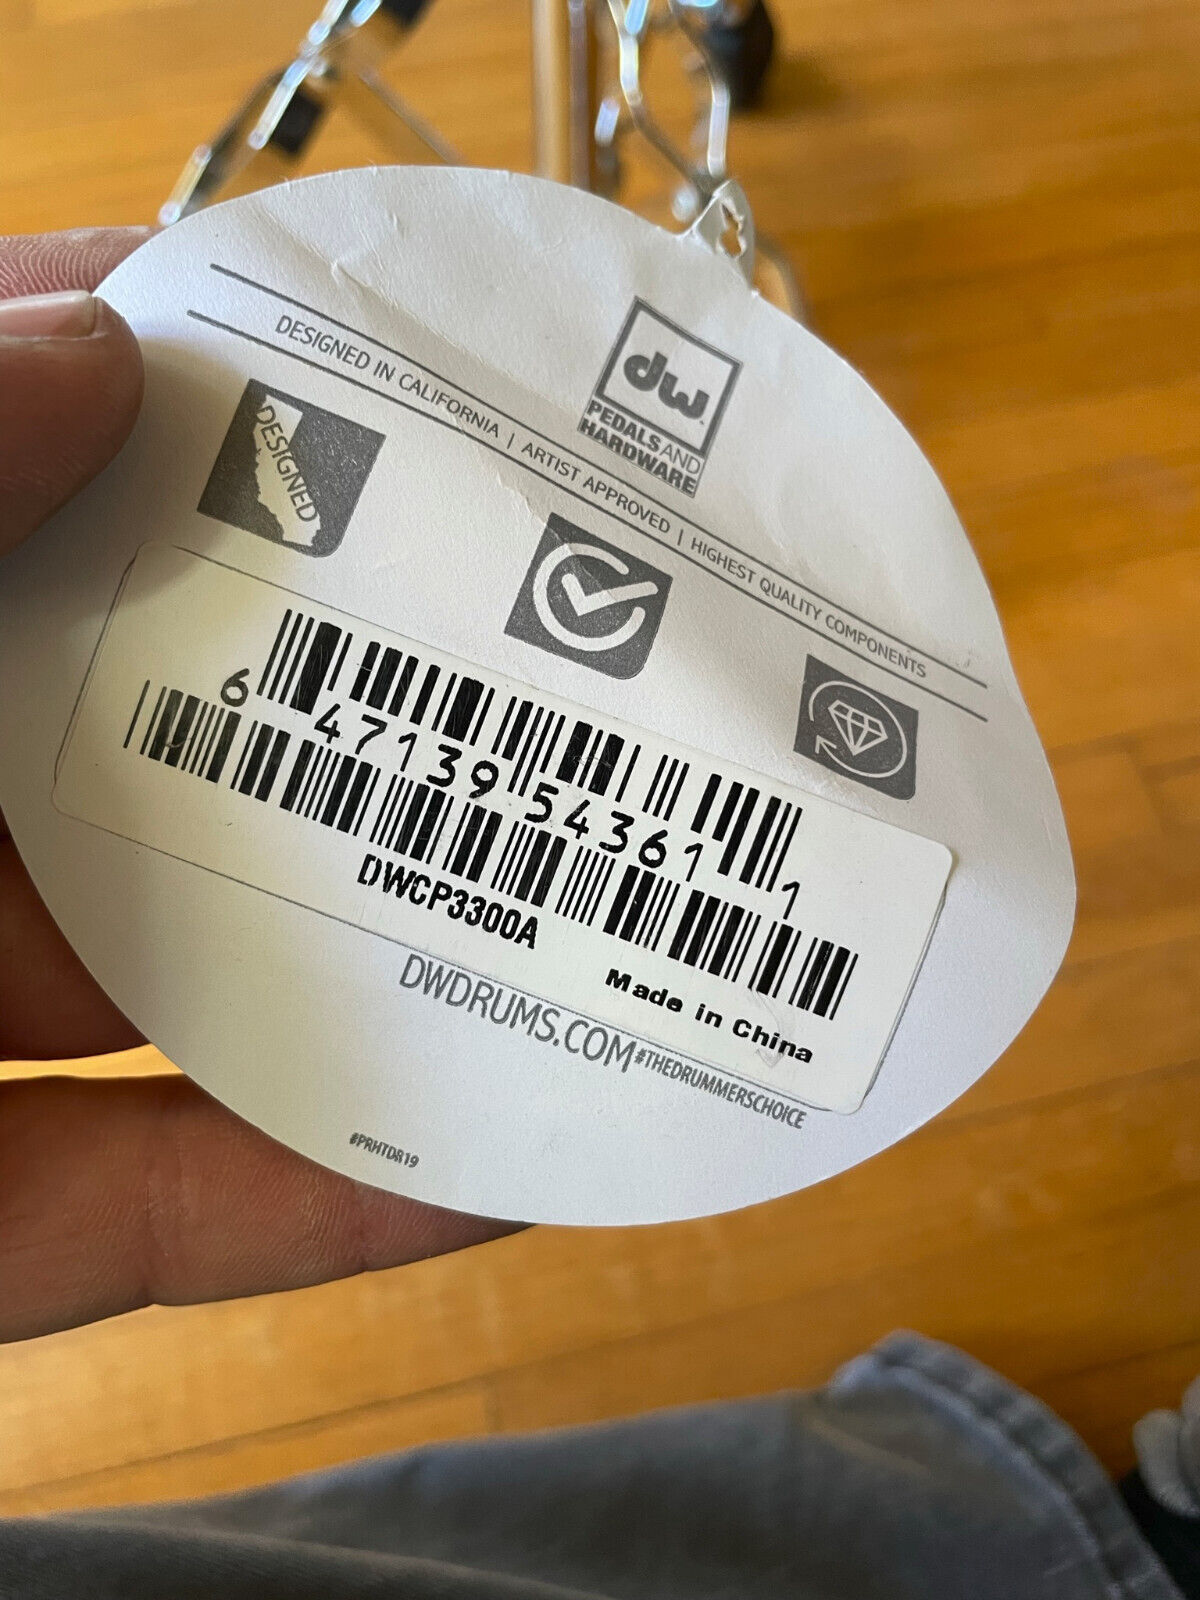 dw
PEDALS AND
HARDWARE
DESIGNED IN CALIFORNIA | ARTIST APPROVED | HIGHEST QUALITY COMPONENTS
DESIGNED
6 47139 54361 1
DWCP3300A
Made in China
DWDRUMS.COM #THEDRUMMERSCHOICE
#PRHTDR19